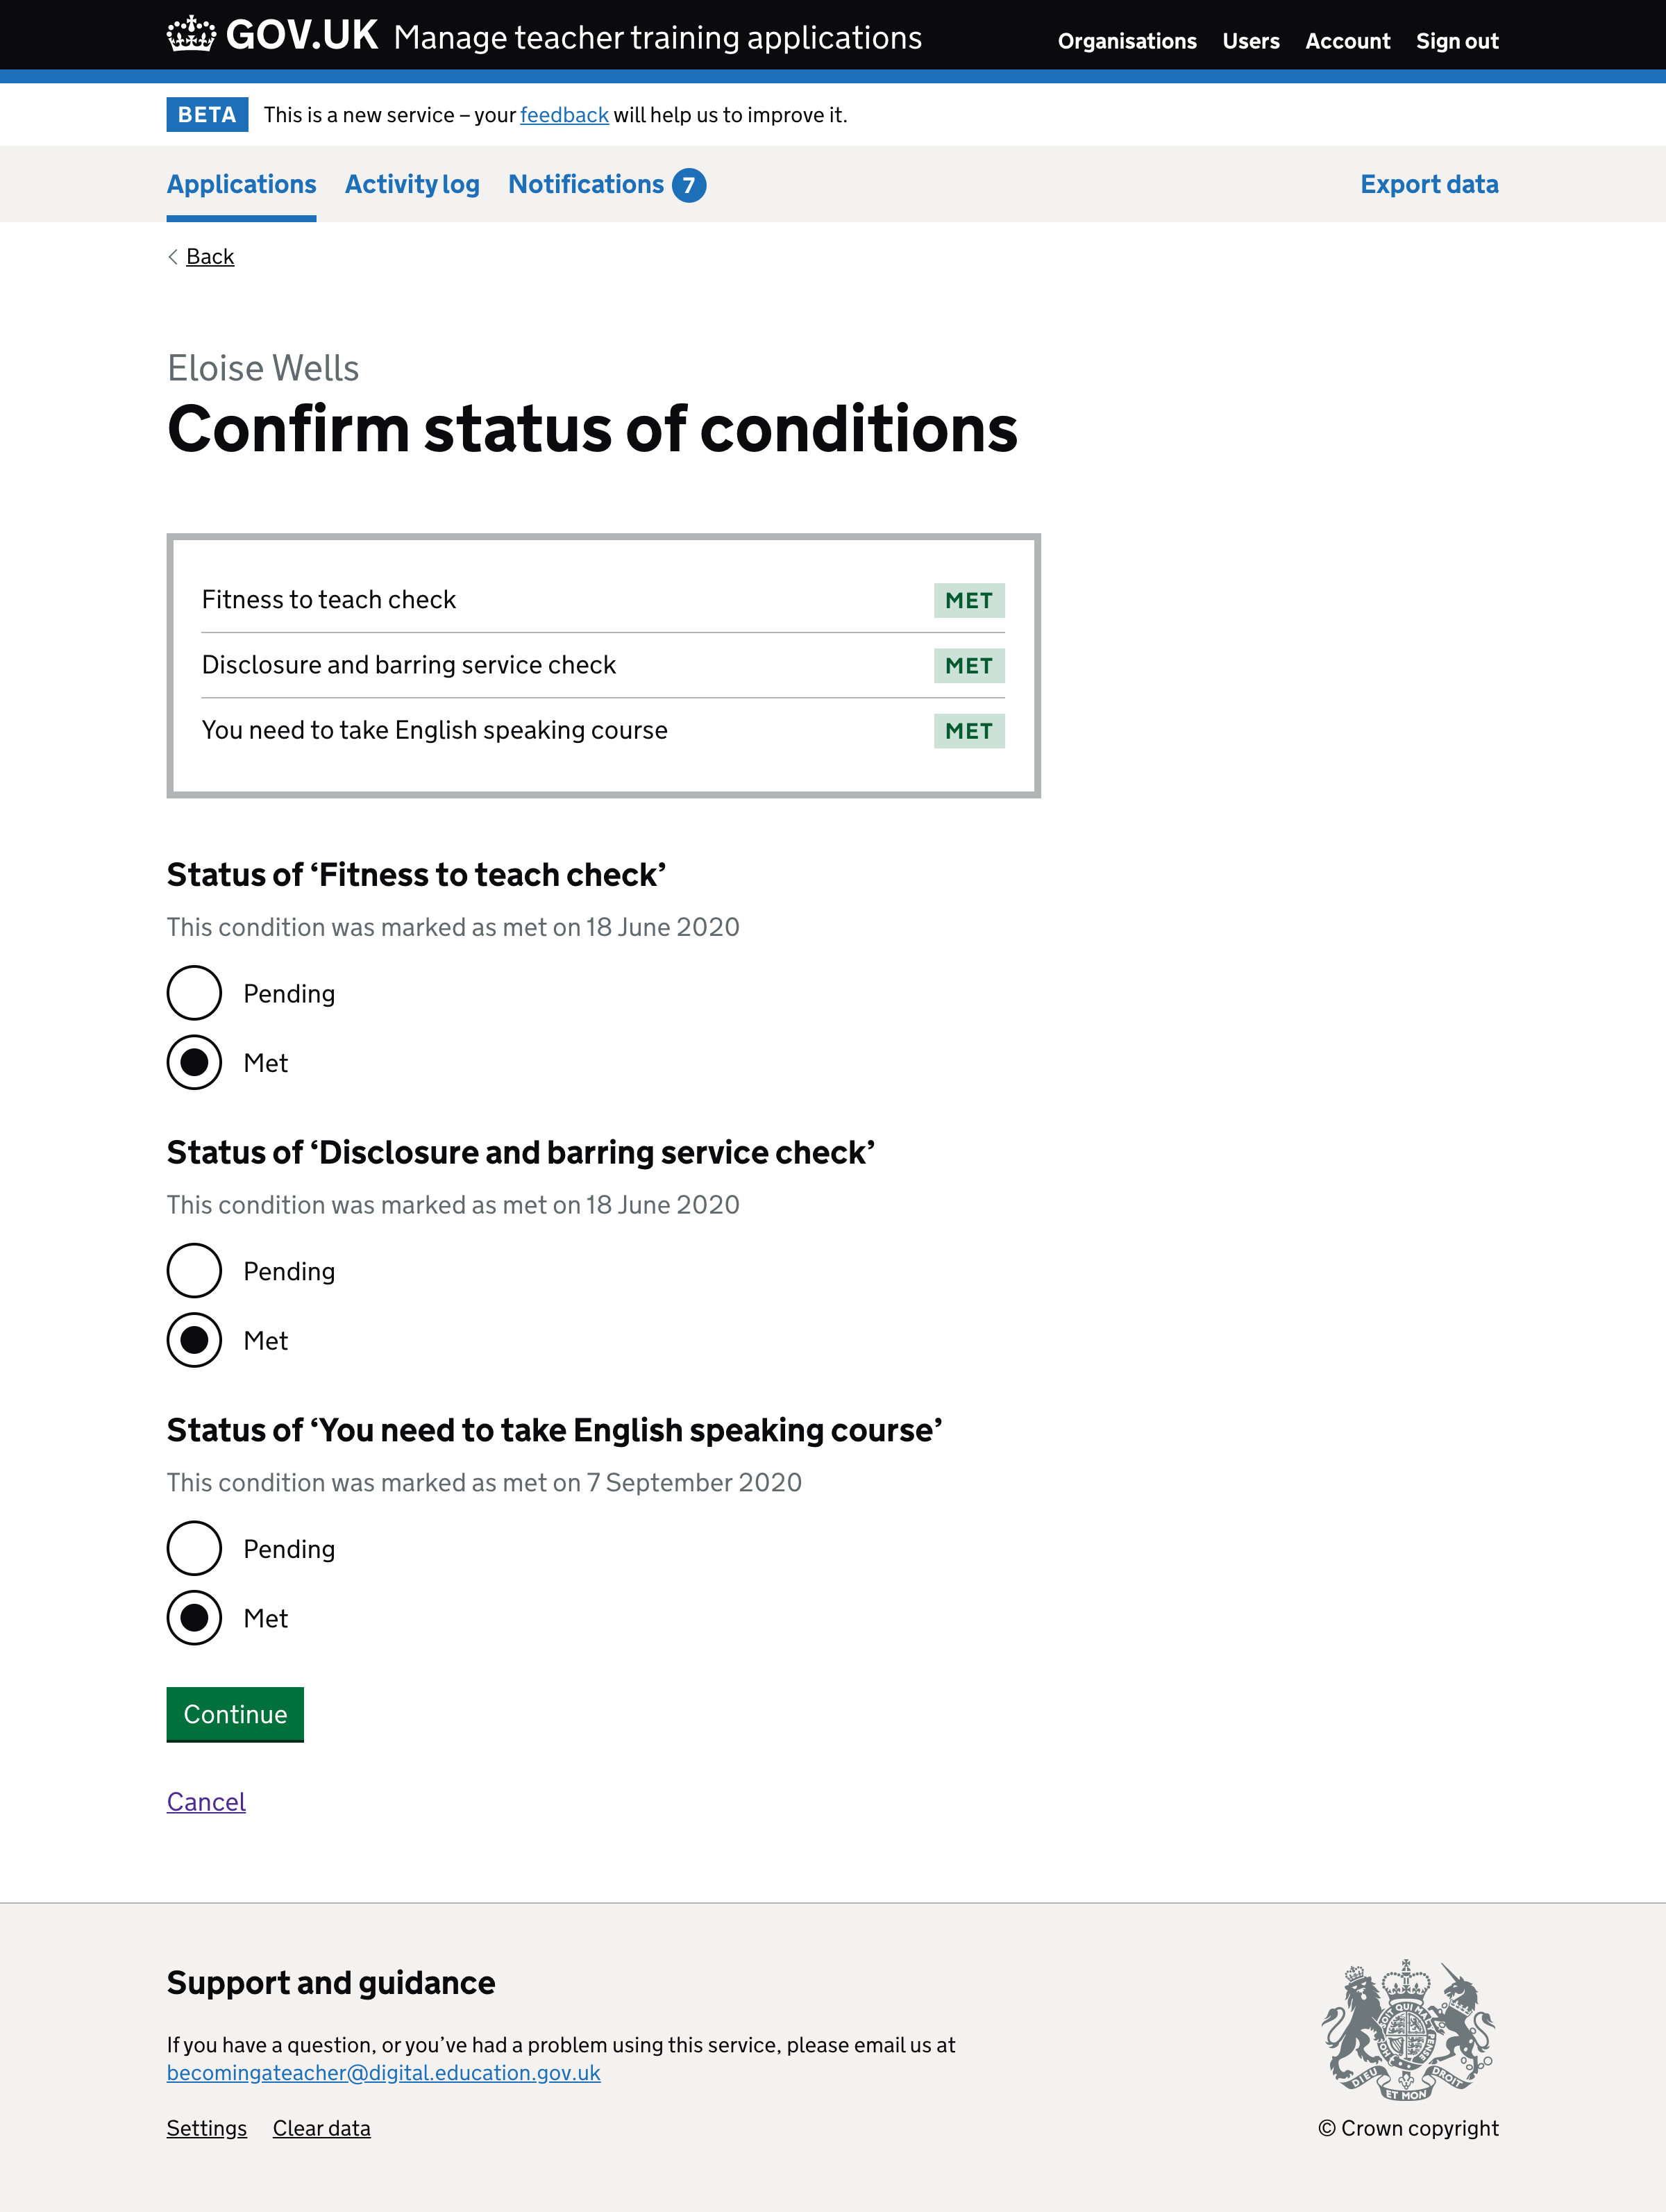 GOV.UK Manage teacher training applications Organisations Users Account Sign out
BETA This is a new service – your feedback will help us to improve it.
Applications Activity log Notifications 7 Export data
Back
Eloise Wells
Confirm status of conditions
Fitness to teach check MET
Disclosure and barring service check MET
You need to take English speaking course MET
Status of ‘Fitness to teach check’
This condition was marked as met on 18 June 2020
Pending
Met
Status of ‘Disclosure and barring service check’
This condition was marked as met on 18 June 2020
Pending
Met
Status of ‘You need to take English speaking course’
This condition was marked as met on 7 September 2020
Pending
Met
Continue
Cancel
Support and guidance
If you have a question, or you’ve had a problem using this service, please email us at
becomingateacher@digital.education.gov.uk
Settings Clear data
DIEU ET MON DROIT
© Crown copyright